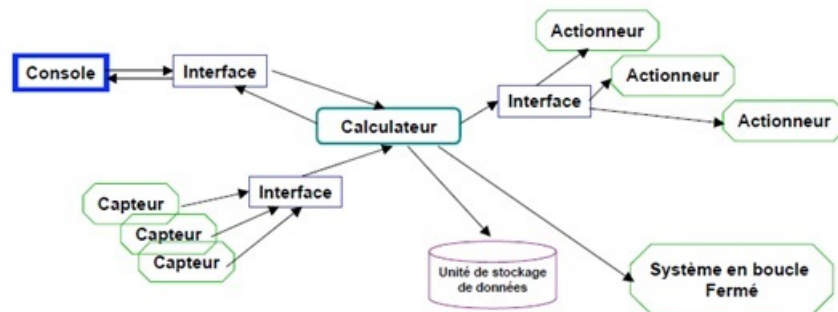 Actionneur
Console
Interface
Actionneur
Interface
Actionneur
Calculateur
Interface
Capteur
Capteur
Capteur
Unité de stockage
de données
Système en boucle
Fermé